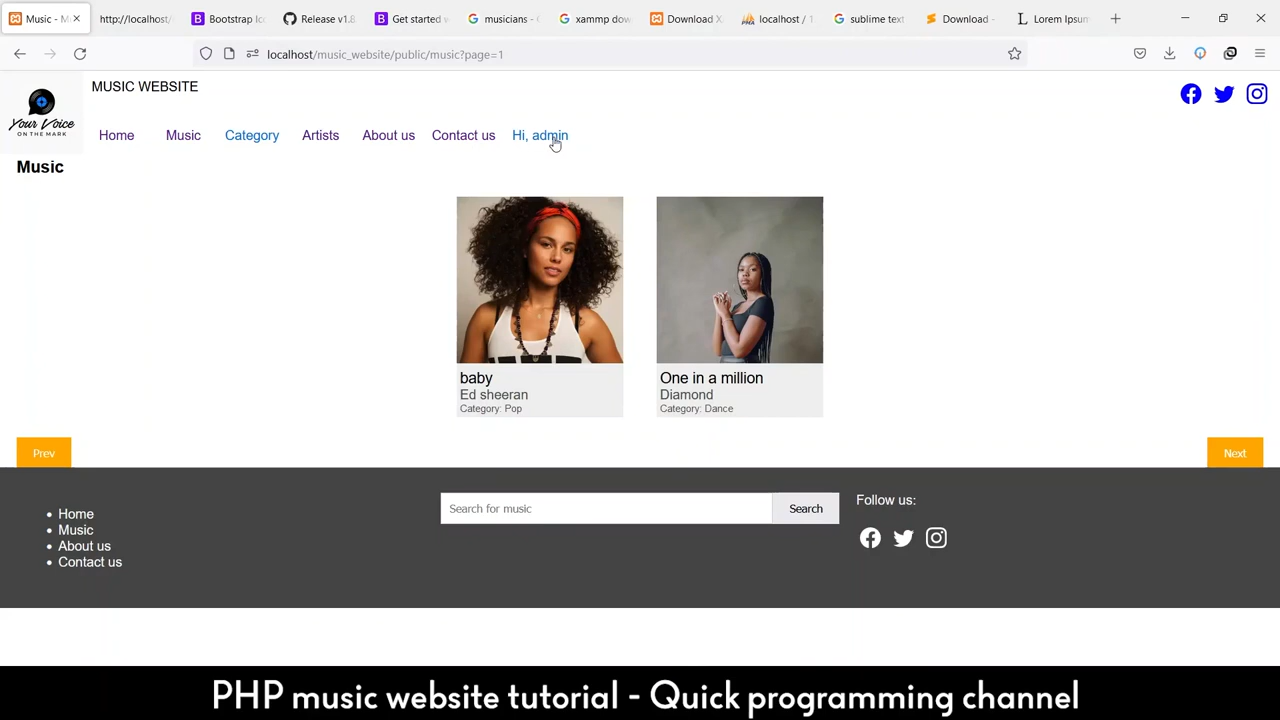 Music - M
http://localhost/
Bootstrap Ic
Release v1.8.
Get started w
musicians - G
xammp dow
Download X
localhost / 1
sublime text
Download -
Lorem Ipsum
localhost/music_website/public/music?page=1
Your Voice
ON THE MARK
MUSIC WEBSITE
Home Music Category Artists About us Contact us Hi, admin
Music
baby
Ed sheeran
Category: Pop
One in a million
Diamond
Category: Dance
Prev
Next
Home
Music
About us
Contact us
Search for music
Search
Follow us:
PHP music website tutorial - Quick programming channel